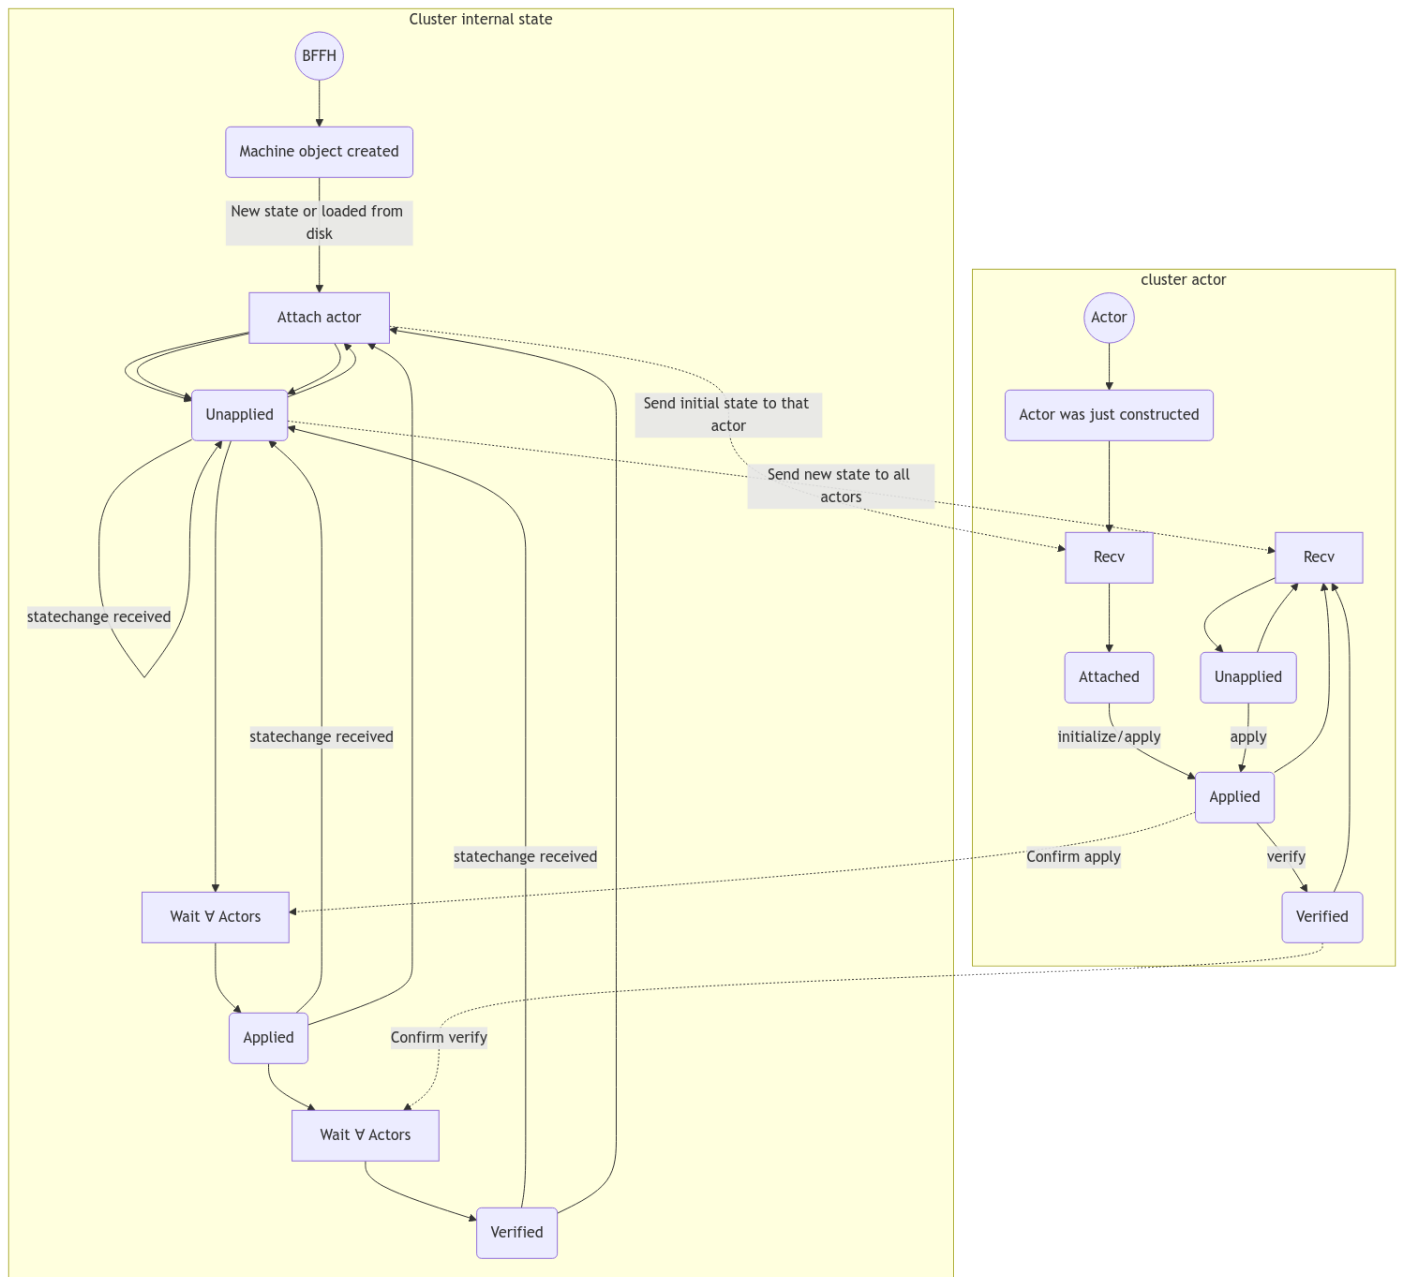 Cluster internal state
BFFH
Machine object created
New state or loaded from
disk
Attach actor
Unapplied
statechange received
statechange received
statechange received
Wait ∀ Actors
Applied
Wait ∀ Actors
Verified
Send initial state to that
actor
Send new state to all
actors
Confirm apply
Confirm verify
cluster actor
Actor
Actor was just constructed
Recv
Recv
Attached
Unapplied
initialize/apply
apply
Applied
verify
Verified